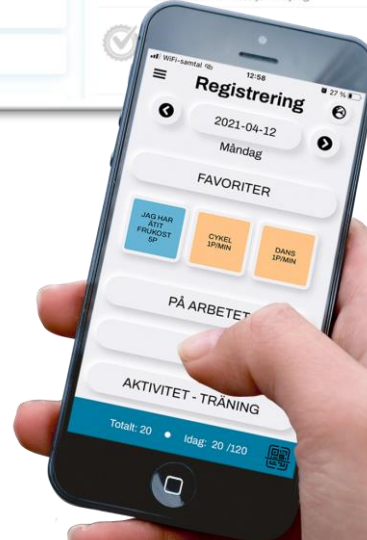 WiFi-samtal
12:58
27 %
Registrering
2021-04-12
Måndag
FAVORITER
JAG HAR
ÄTIT
FRUKOST
5P
CYKEL
1P/MIN
DANS
1P/MIN
PÅ ARBETET
AKTIVITET - TRÄNING
Totalt: 20
Idag: 20 /120